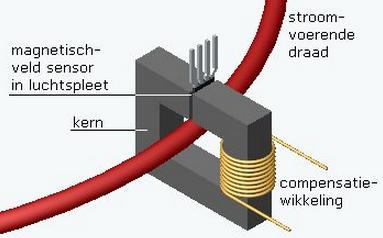 stroom-
voerende
draad
magnetisch-
veld sensor
in luchtspleet
kern
compensatie-
wikkeling